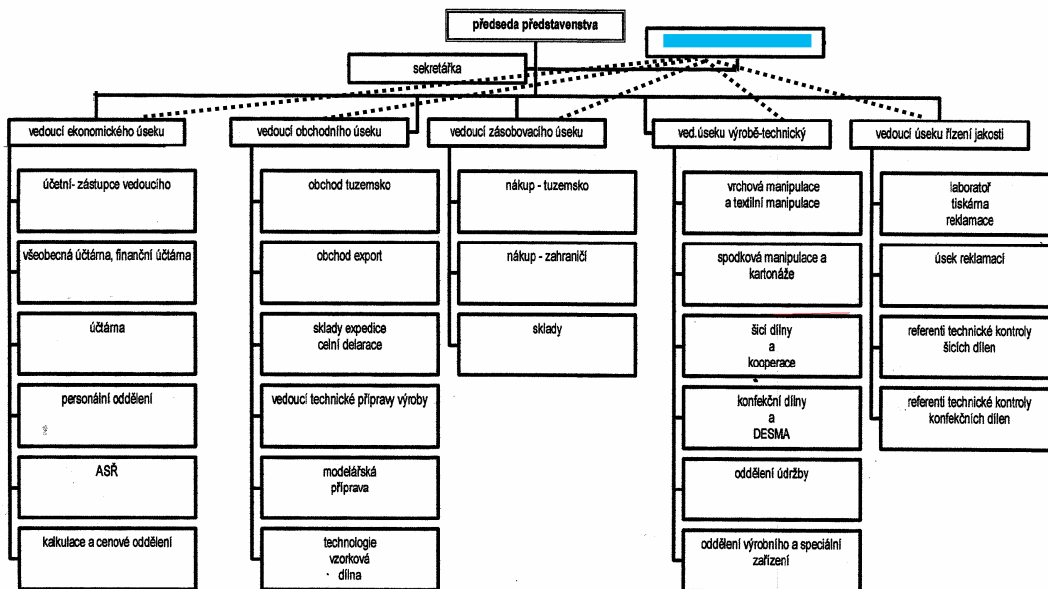 předseda představenstva
sekretářka
vedoucí ekonomického úseku
vedoucí obchodního úseku
vedoucí zásobovacího úseku
ved.úseku výrobě-technický
vedoucí úseku řízení jakosti
účetní- zástupce vedoucího
všeobecná účtárna, finanční účtárna
účtárna
personální oddělení
ASŘ
kalkulace a cenové oddělení
obchod tuzemsko
obchod export
sklady expedice
celní delarace
vedoucí technické přípravy výroby
modelářská
příprava
technologie
vzorková
dílna
nákup - tuzemsko
nákup - zahraničí
sklady
vrchová manipulace
a textilní manipulace
spodková manipulace a
kartonáže
šicí dílny
a
kooperace
konfekční dílny
a
DESMA
oddělení údržby
oddělení výrobního a speciální
zařízení
laboratoř
tiskárna
reklamace
úsek reklamací
referenti technické kontroly
šicích dílen
referenti technické kontroly
konfekčních dílen